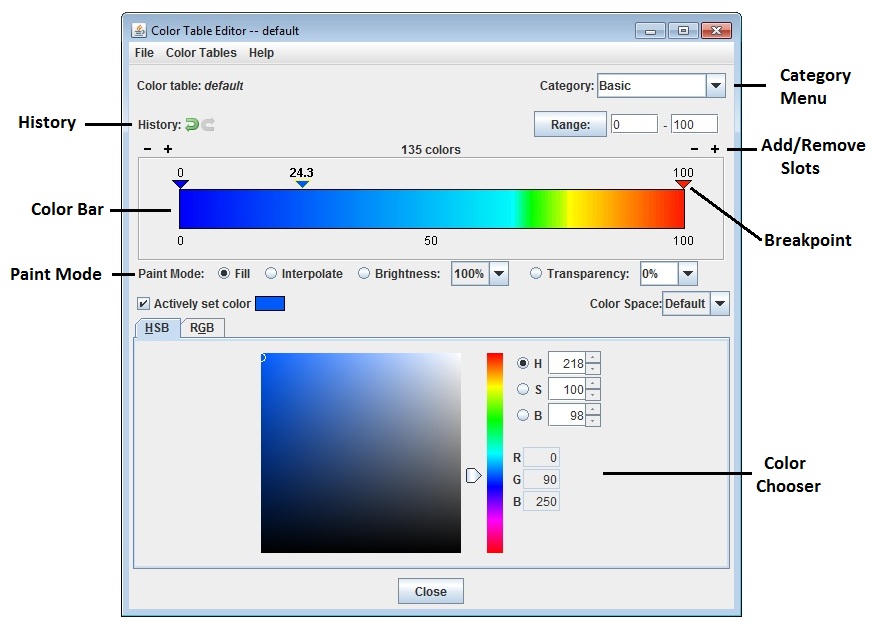 Color Table Editor -- default
File Color Tables Help
Color table: default
Category: Basic
Category Menu
History
History:
Range: 0 - 100
- +
135 colors
- +
Add/Remove Slots
0 24.3 100
Color Bar
0 50 100
Breakpoint
Paint Mode
Paint Mode: Fill Interpolate Brightness: 100% Transparency: 0%
Actively set color
Color Space: Default
HSB RGB
H 218
S 100
B 98
R 0
G 90
B 250
Color Chooser
Close